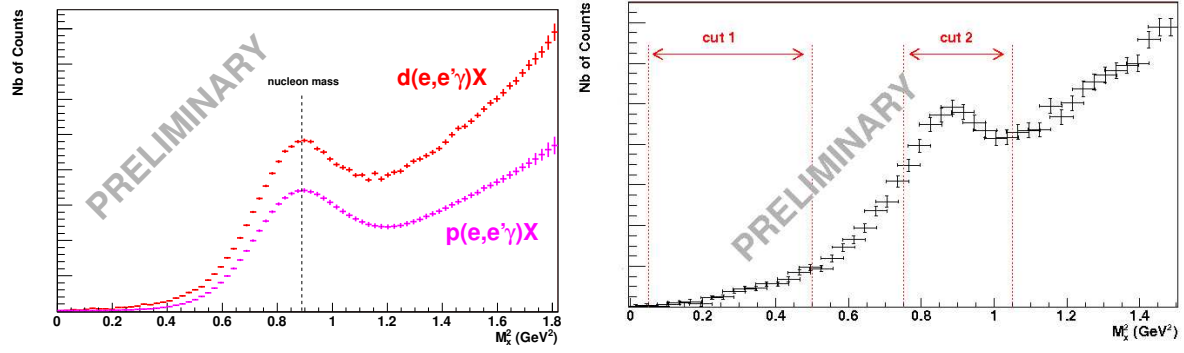 Nb of Counts
PRELIMINARY
nucleon mass
d(e,e'γ)X
p(e,e'γ)X
0 0.2 0.4 0.6 0.8 1 1.2 1.4 1.6 1.8
M²ₓ (GeV²)
Nb of Counts
cut 1
cut 2
PRELIMINARY
0 0.2 0.4 0.6 0.8 1 1.2 1.4
M²ₓ (GeV²)